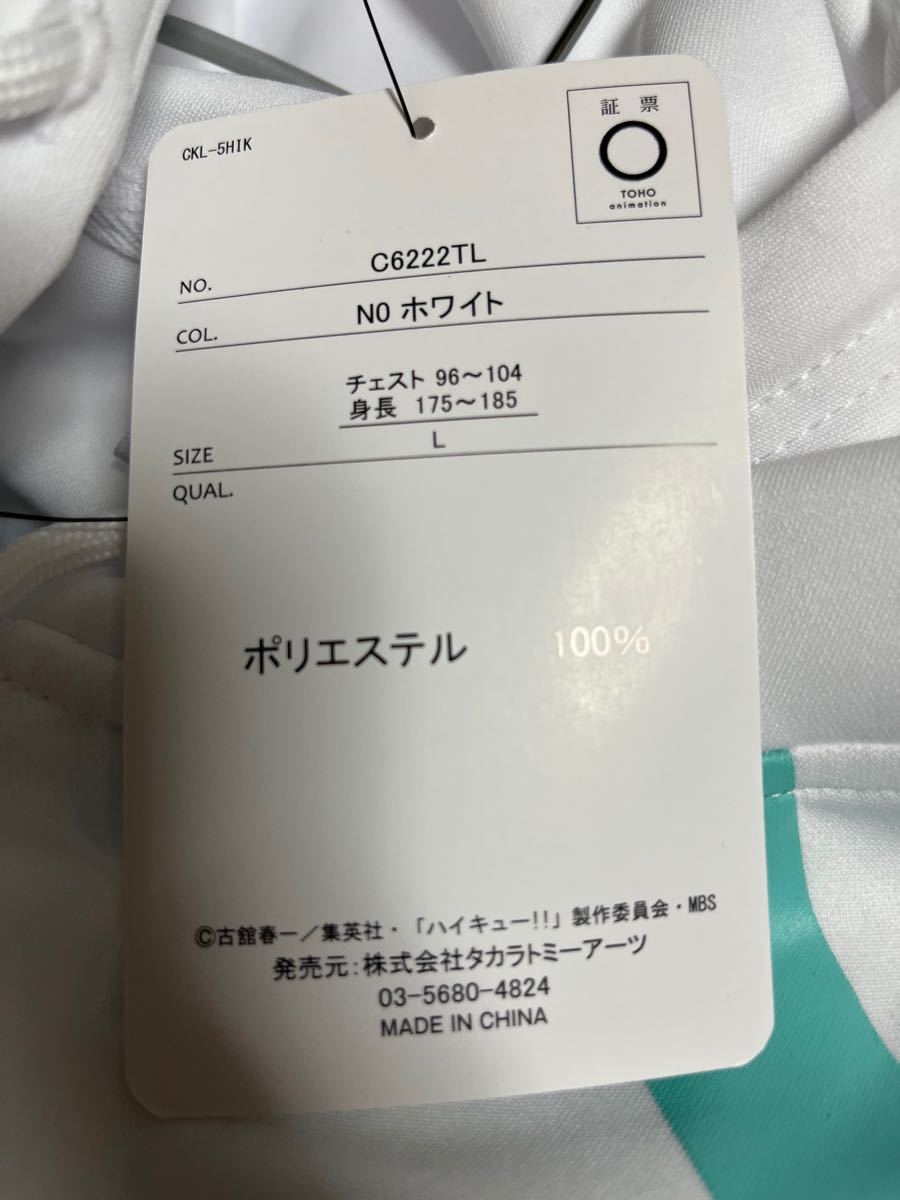 CKL-5HIK
証 票
TOHO
animation
NO. C6222TL
COL. N0 ホワイト
チェスト 96～104
身長 175～185
SIZE L
QUAL.
ポリエステル 100%
©古舘春一／集英社・「ハイキュー!!」製作委員会・MBS
発売元：株式会社タカラトミーアーツ
03-5680-4824
MADE IN CHINA